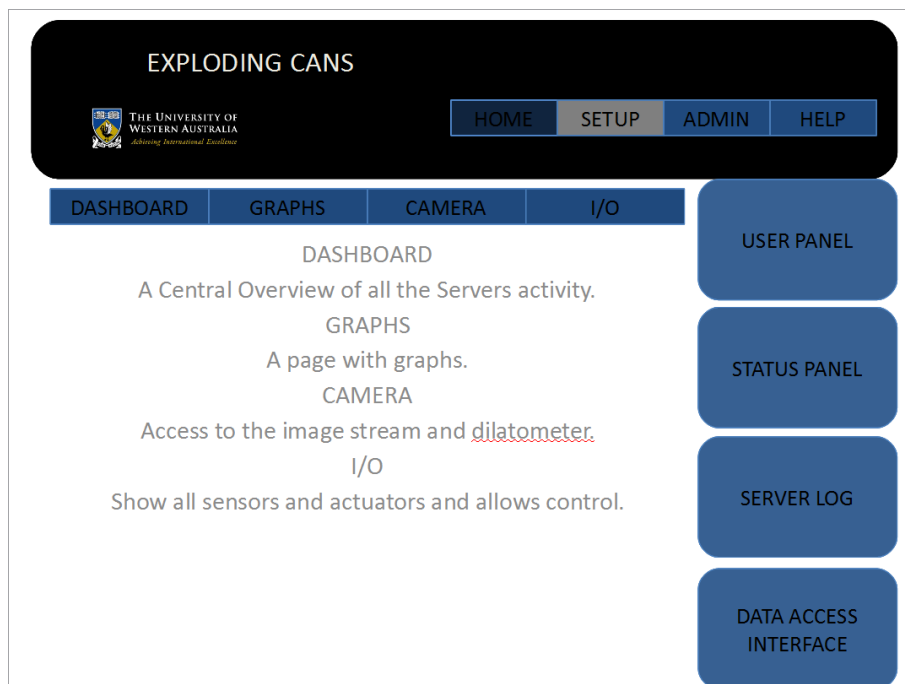 EXPLODING CANS
THE UNIVERSITY OF
WESTERN AUSTRALIA
Achieving International Excellence
HOME SETUP ADMIN HELP
DASHBOARD GRAPHS CAMERA I/O
DASHBOARD
A Central Overview of all the Servers activity.
GRAPHS
A page with graphs.
CAMERA
Access to the image stream and dilatometer.
I/O
Show all sensors and actuators and allows control.
USER PANEL
STATUS PANEL
SERVER LOG
DATA ACCESS
INTERFACE